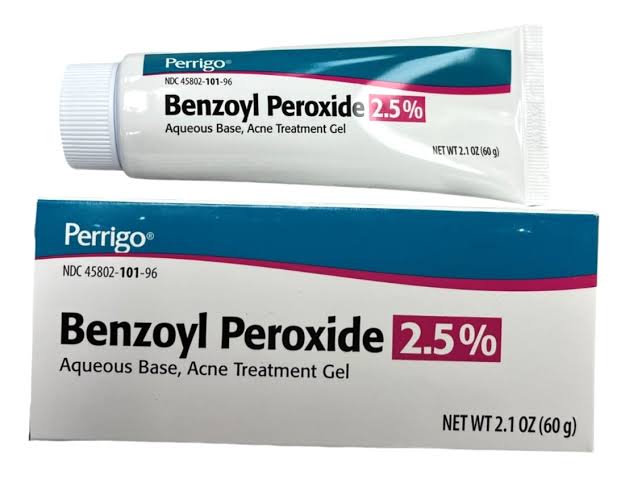 Perrigo®
NDC 45802-101-96
Benzoyl Peroxide 2.5%
Aqueous Base, Acne Treatment Gel
NET WT 2.1 OZ (60 g)
Perrigo®
NDC 45802-101-96
Benzoyl Peroxide 2.5%
Aqueous Base, Acne Treatment Gel
NET WT 2.1 OZ (60 g)